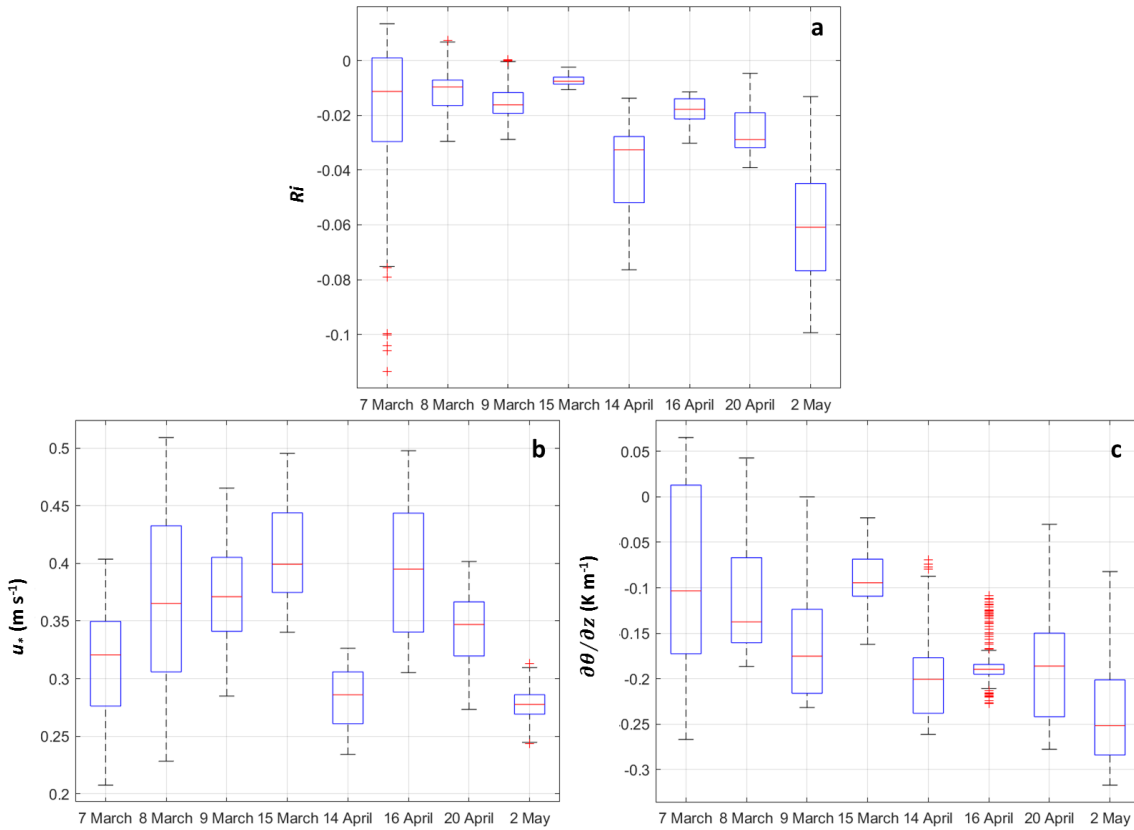 a
0
-0.02
-0.04
-0.06
-0.08
-0.1
Ri
7 March 8 March 9 March 15 March 14 April 16 April 20 April 2 May
b
0.5
0.45
0.4
0.35
0.3
0.25
0.2
u* (m s-1)
7 March 8 March 9 March 15 March 14 April 16 April 20 April 2 May
c
0.05
0
-0.05
-0.1
-0.15
-0.2
-0.25
-0.3
∂θ/∂z (K m-1)
7 March 8 March 9 March 15 March 14 April 16 April 20 April 2 May